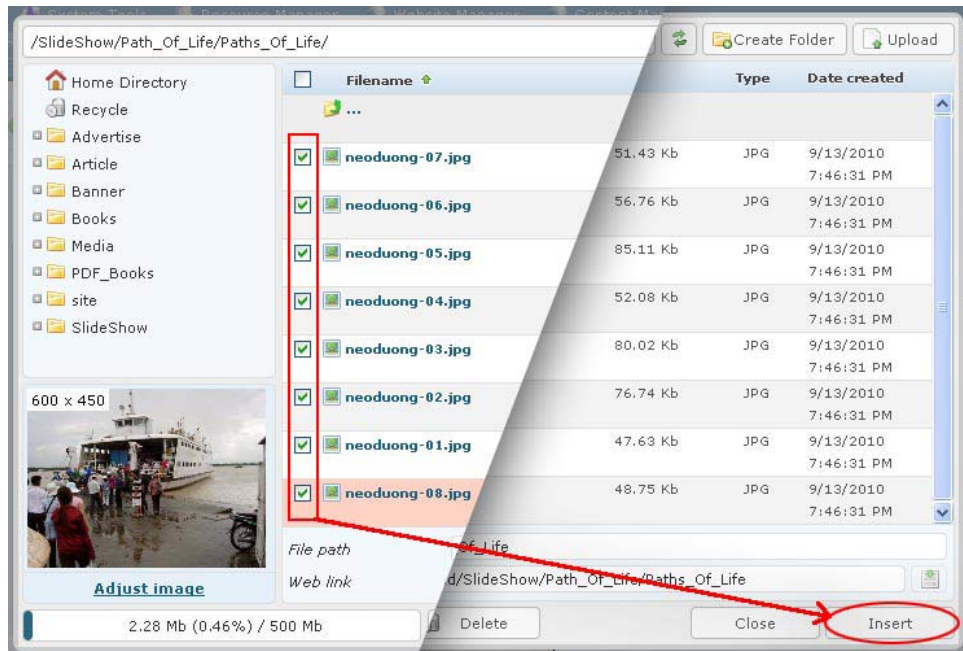 System Tools Resource Manager Website Manager
/SlideShow/Path_Of_Life/Paths_Of_Life/
Create Folder
Upload
Home Directory
Recycle
Advertise
Article
Banner
Books
Media
PDF_Books
site
SlideShow
Filename Type Date created
...
neoduong-07.jpg 51.43 Kb JPG 9/13/2010
7:46:31 PM
neoduong-06.jpg 56.76 Kb JPG 9/13/2010
7:46:31 PM
neoduong-05.jpg 85.11 Kb JPG 9/13/2010
7:46:31 PM
neoduong-04.jpg 52.08 Kb JPG 9/13/2010
7:46:31 PM
neoduong-03.jpg 80.02 Kb JPG 9/13/2010
7:46:31 PM
neoduong-02.jpg 76.74 Kb JPG 9/13/2010
7:46:31 PM
neoduong-01.jpg 47.63 Kb JPG 9/13/2010
7:46:31 PM
neoduong-08.jpg 48.75 Kb JPG 9/13/2010
7:46:31 PM
600 x 450
Adjust image
File path Of_Life
Web link d/SlideShow/Path_Of_Life/Paths_Of_Life
2.28 Mb (0.46%) / 500 Mb
Delete
Close
Insert